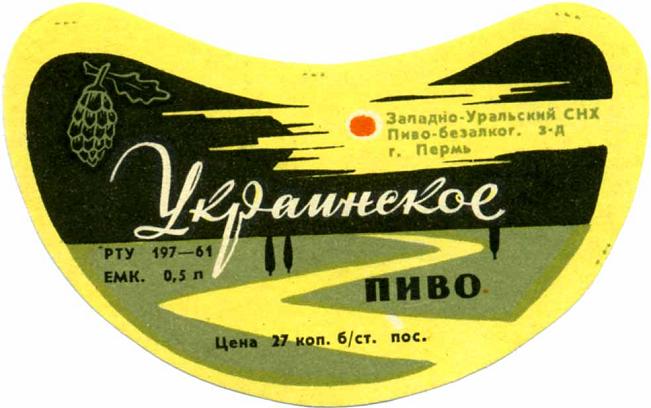 Западно-Уральский СНХ
Пиво-безалког. з-д
г. Пермь
Украинское
РТУ 197—61
ЕМК. 0,5 л
ПИВО
Цена 27 коп. б/ст. пос.